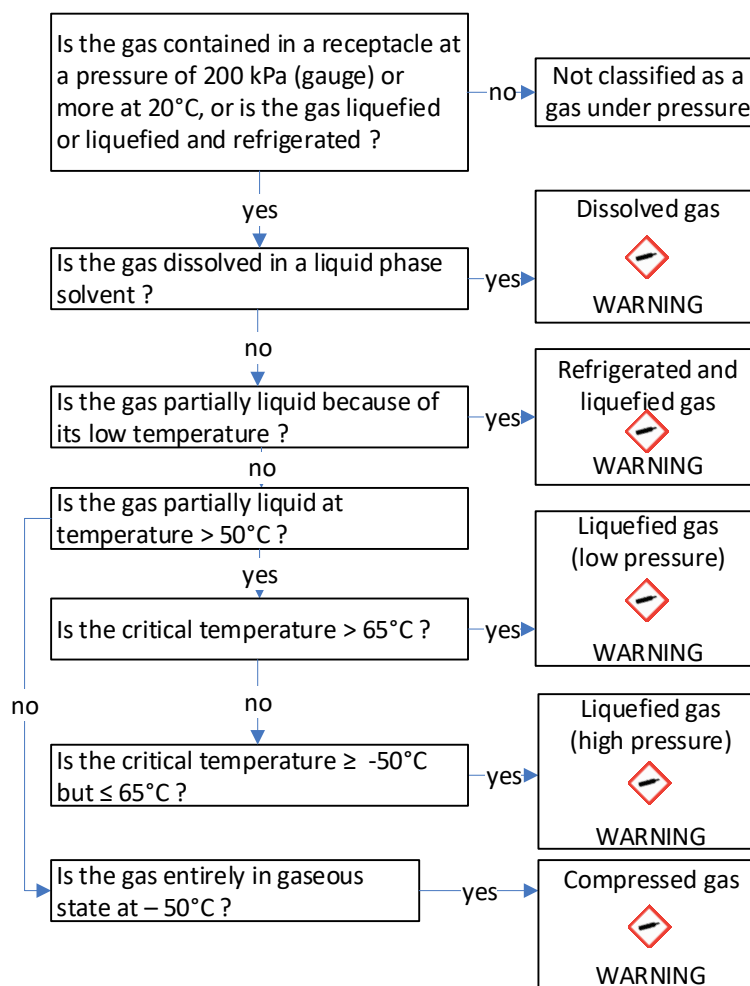 Is the gas contained in a receptacle at
a pressure of 200 kPa (gauge) or
more at 20°C, or is the gas liquefied
or liquefied and refrigerated ?
no
Not classified as a
gas under pressure
yes
Is the gas dissolved in a liquid phase
solvent ?
yes
Dissolved gas
WARNING
no
Is the gas partially liquid because of
its low temperature ?
yes
Refrigerated and
liquefied gas
WARNING
no
Is the gas partially liquid at
temperature > 50°C ?
yes
Is the critical temperature > 65°C ?
yes
Liquefied gas
(low pressure)
WARNING
no
no
Is the critical temperature ≥ -50°C
but ≤ 65°C ?
yes
Liquefied gas
(high pressure)
WARNING
Is the gas entirely in gaseous
state at – 50°C ?
yes
Compressed gas
WARNING